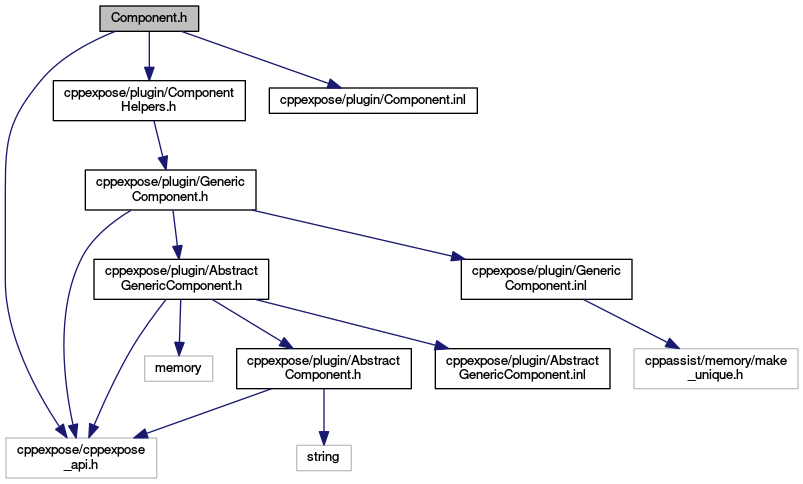 Component.h
cppexpose/plugin/Component
Helpers.h
cppexpose/plugin/Component.inl
cppexpose/plugin/Generic
Component.h
cppexpose/plugin/Abstract
GenericComponent.h
cppexpose/plugin/Generic
Component.inl
memory
cppexpose/plugin/Abstract
Component.h
cppexpose/plugin/Abstract
GenericComponent.inl
cppassist/memory/make
_unique.h
cppexpose/cppexpose
_api.h
string